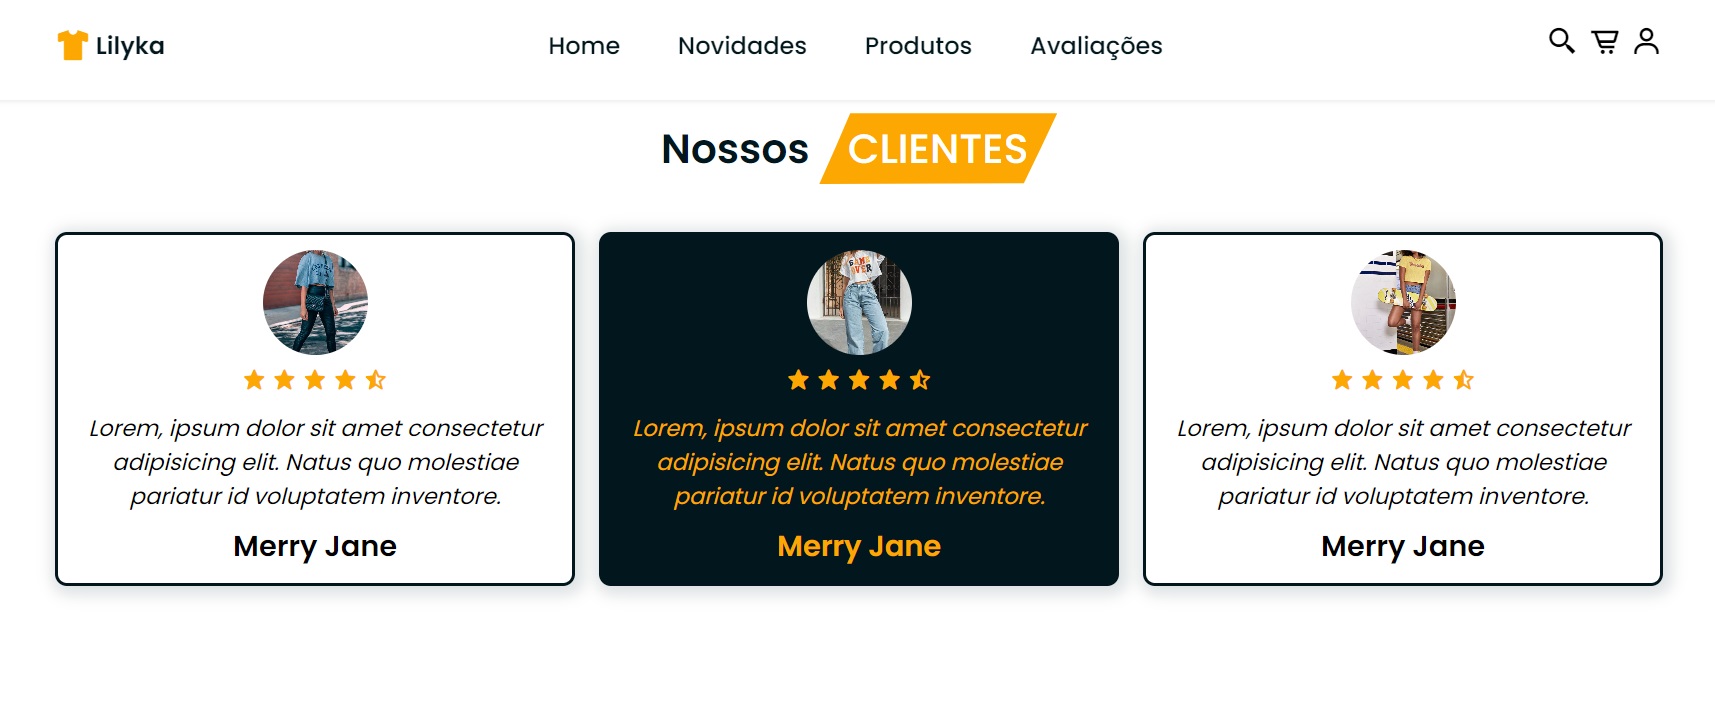 Lilyka
Home Novidades Produtos Avaliações
Nossos CLIENTES
Lorem, ipsum dolor sit amet consectetur
adipisicing elit. Natus quo molestiae
pariatur id voluptatem inventore.
Merry Jane
GAME
OVER
Lorem, ipsum dolor sit amet consectetur
adipisicing elit. Natus quo molestiae
pariatur id voluptatem inventore.
Merry Jane
Lorem, ipsum dolor sit amet consectetur
adipisicing elit. Natus quo molestiae
pariatur id voluptatem inventore.
Merry Jane